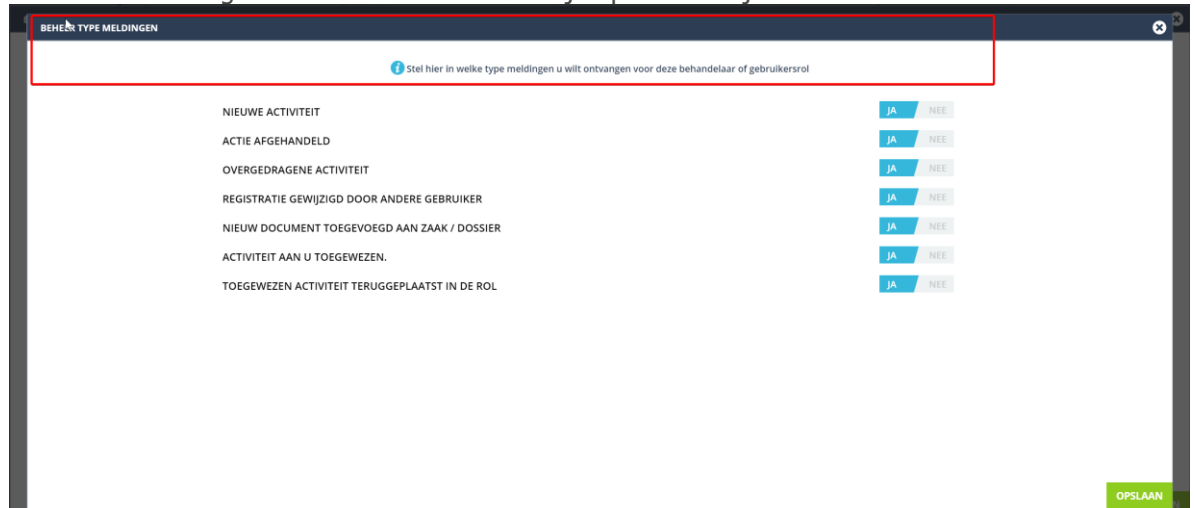 BEHEER TYPE MELDINGEN
Stel hier in welke type meldingen u wilt ontvangen voor deze behandelaar of gebruikersrol
NIEUWE ACTIVITEIT JA NEE
ACTIE AFGEHANDELD JA NEE
OVERGEDRAGENE ACTIVITEIT JA NEE
REGISTRATIE GEWIJZIGD DOOR ANDERE GEBRUIKER JA NEE
NIEUW DOCUMENT TOEGEVOEGD AAN ZAAK / DOSSIER JA NEE
ACTIVITEIT AAN U TOEGEWEZEN. JA NEE
TOEGEWEZEN ACTIVITEIT TERUGGEPLAATST IN DE ROL JA NEE
OPSLAAN